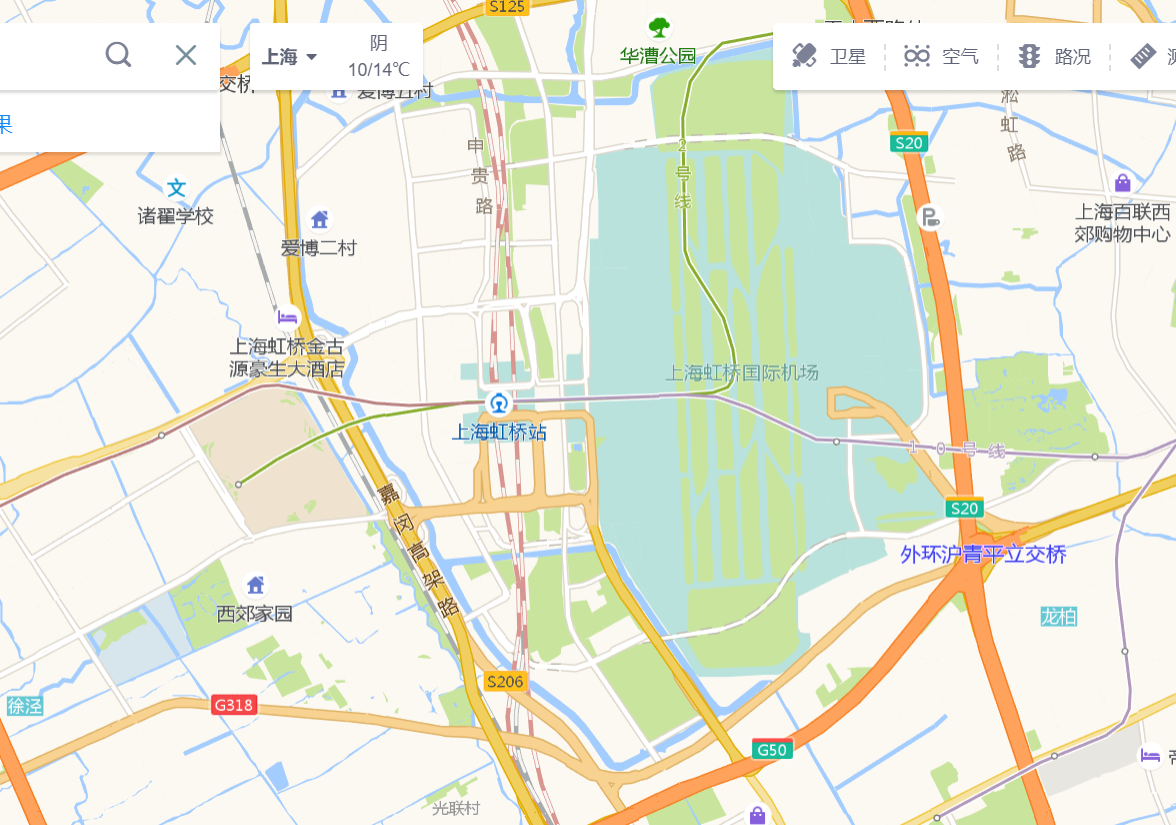 S125
华漕公园
上海
阴
10/14℃
卫星
空气
路况
交桥
爱博五村
果
申贵路
2号线
S20
淞虹路
诸翟学校
爱博二村
上海百联西
郊购物中心
上海虹桥金古
源豪生大酒店
上海虹桥国际机场
上海虹桥站
10号线
S20
嘉闵高架路
外环沪青平立交桥
西郊家园
龙柏
S206
G318
徐泾
G50
光联村